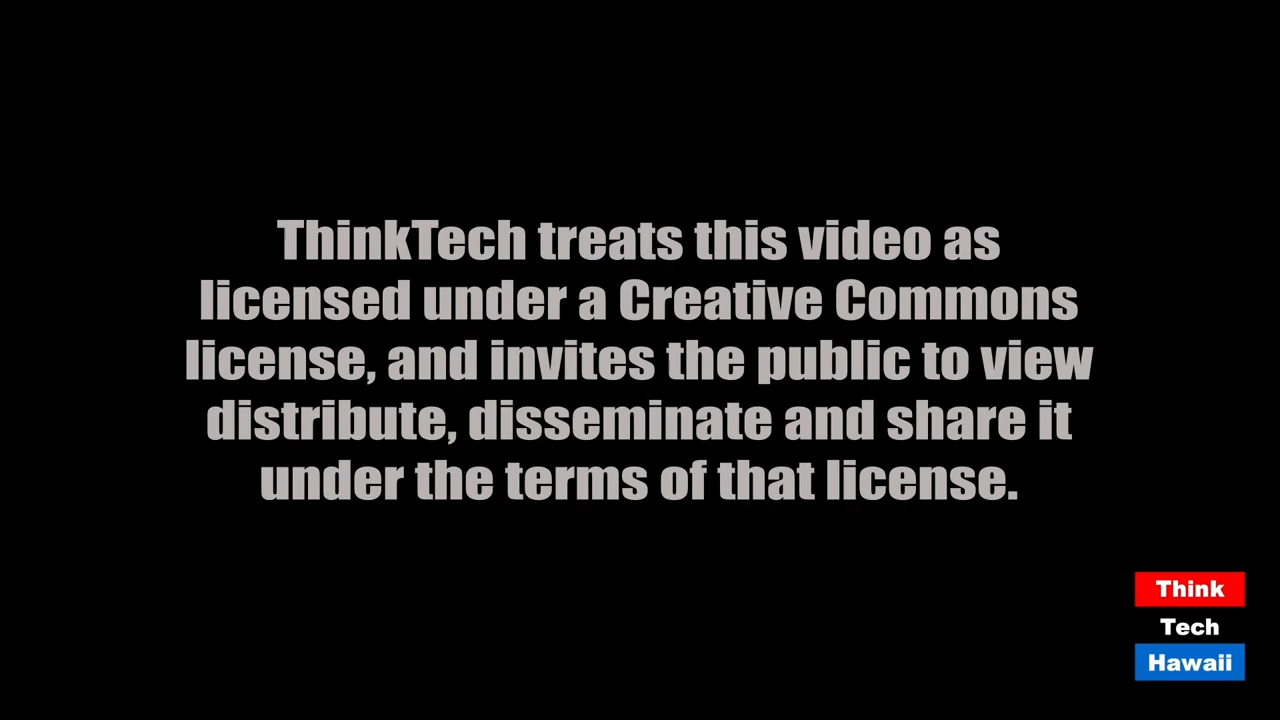 ThinkTech treats this video as
licensed under a Creative Commons
license, and invites the public to view
distribute, disseminate and share it
under the terms of that license.
Think
Tech
Hawaii